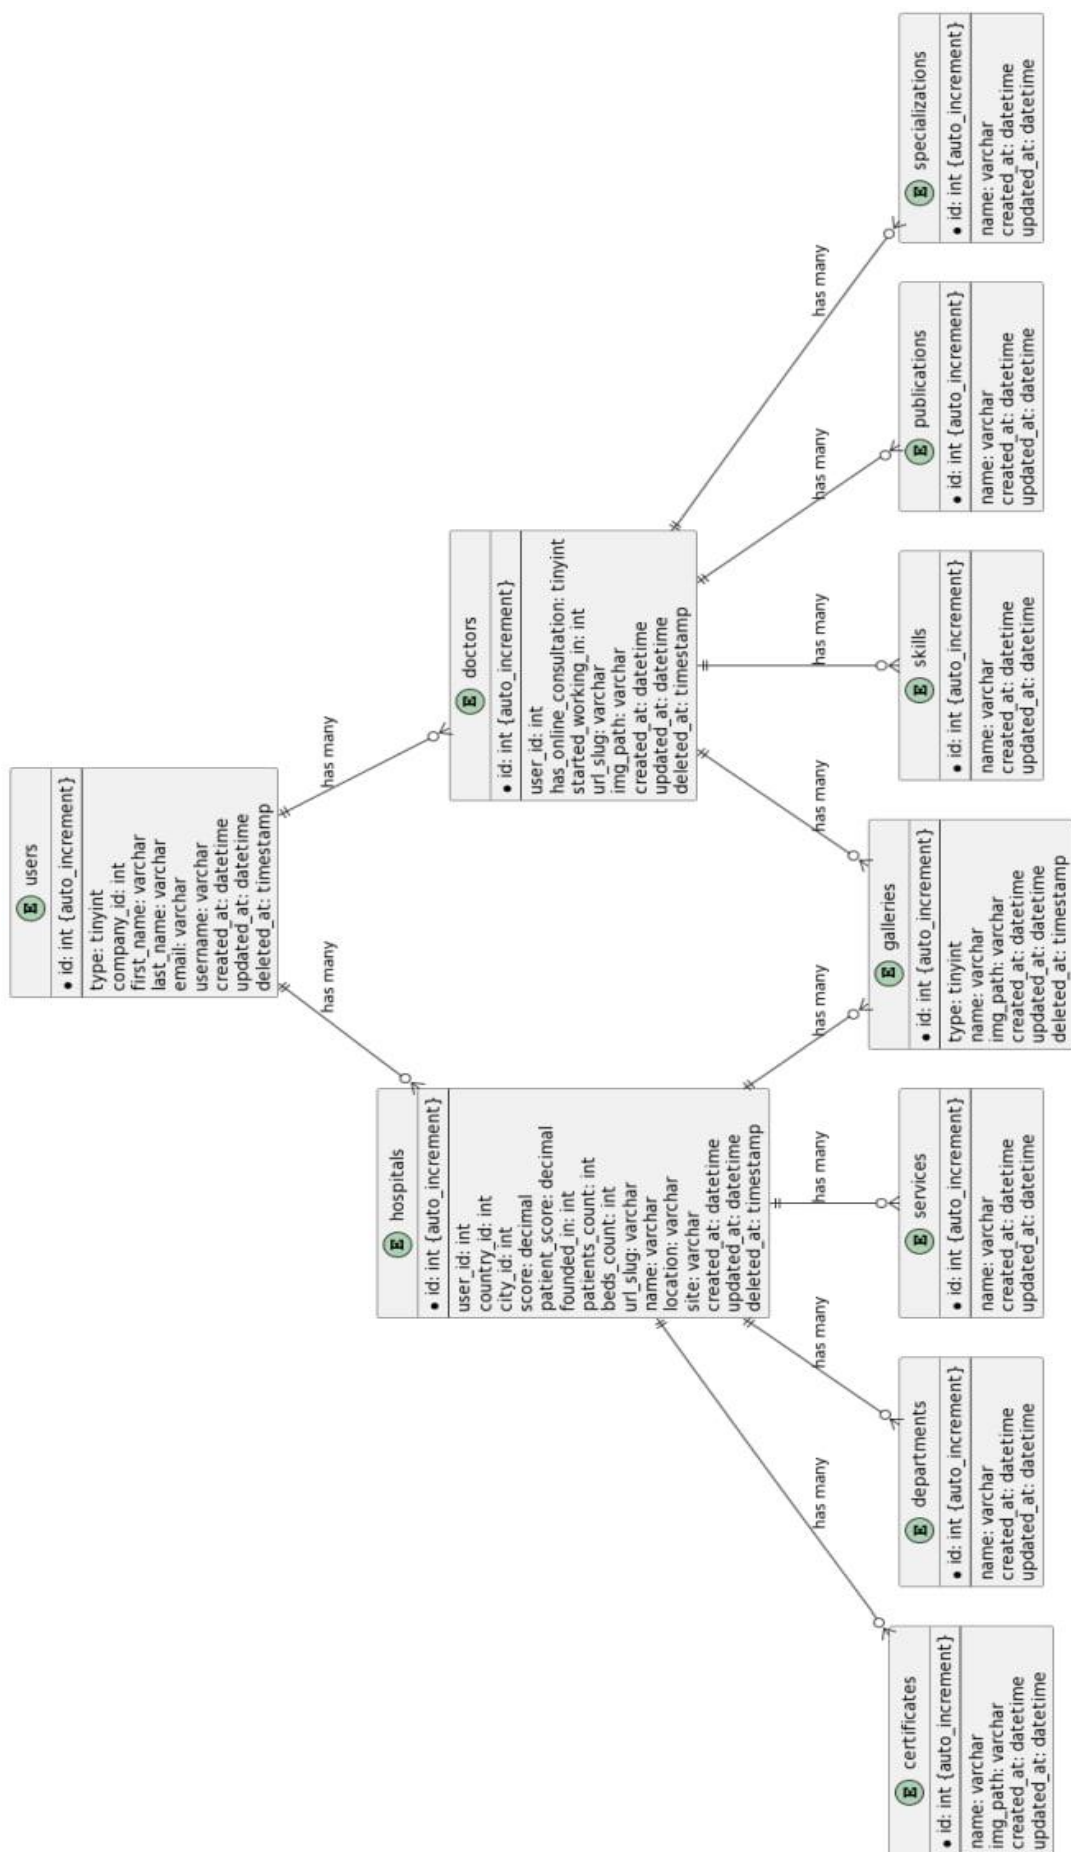 E users
● id: int {auto_increment}
type: tinyint
company_id: int
first_name: varchar
last_name: varchar
email: varchar
username: varchar
created_at: datetime
updated_at: datetime
deleted_at: timestamp
has many
has many
E hospitals
● id: int {auto_increment}
user_id: int
country_id: int
city_id: int
score: decimal
patient_score: decimal
founded_in: int
patients_count: int
beds_count: int
url_slug: varchar
name: varchar
location: varchar
site: varchar
created_at: datetime
updated_at: datetime
deleted_at: timestamp
E doctors
● id: int {auto_increment}
user_id: int
has_online_consultation: tinyint
started_working_in: int
url_slug: varchar
img_path: varchar
created_at: datetime
updated_at: datetime
deleted_at: timestamp
has many
has many
has many
has many
has many
has many
has many
has many
E certificates
● id: int {auto_increment}
name: varchar
img_path: varchar
created_at: datetime
updated_at: datetime
E departments
● id: int {auto_increment}
name: varchar
created_at: datetime
updated_at: datetime
E services
● id: int {auto_increment}
name: varchar
created_at: datetime
updated_at: datetime
E galleries
● id: int {auto_increment}
type: tinyint
name: varchar
img_path: varchar
created_at: datetime
updated_at: datetime
deleted_at: timestamp
E skills
● id: int {auto_increment}
name: varchar
created_at: datetime
updated_at: datetime
E publications
● id: int {auto_increment}
name: varchar
created_at: datetime
updated_at: datetime
E specializations
● id: int {auto_increment}
name: varchar
created_at: datetime
updated_at: datetime